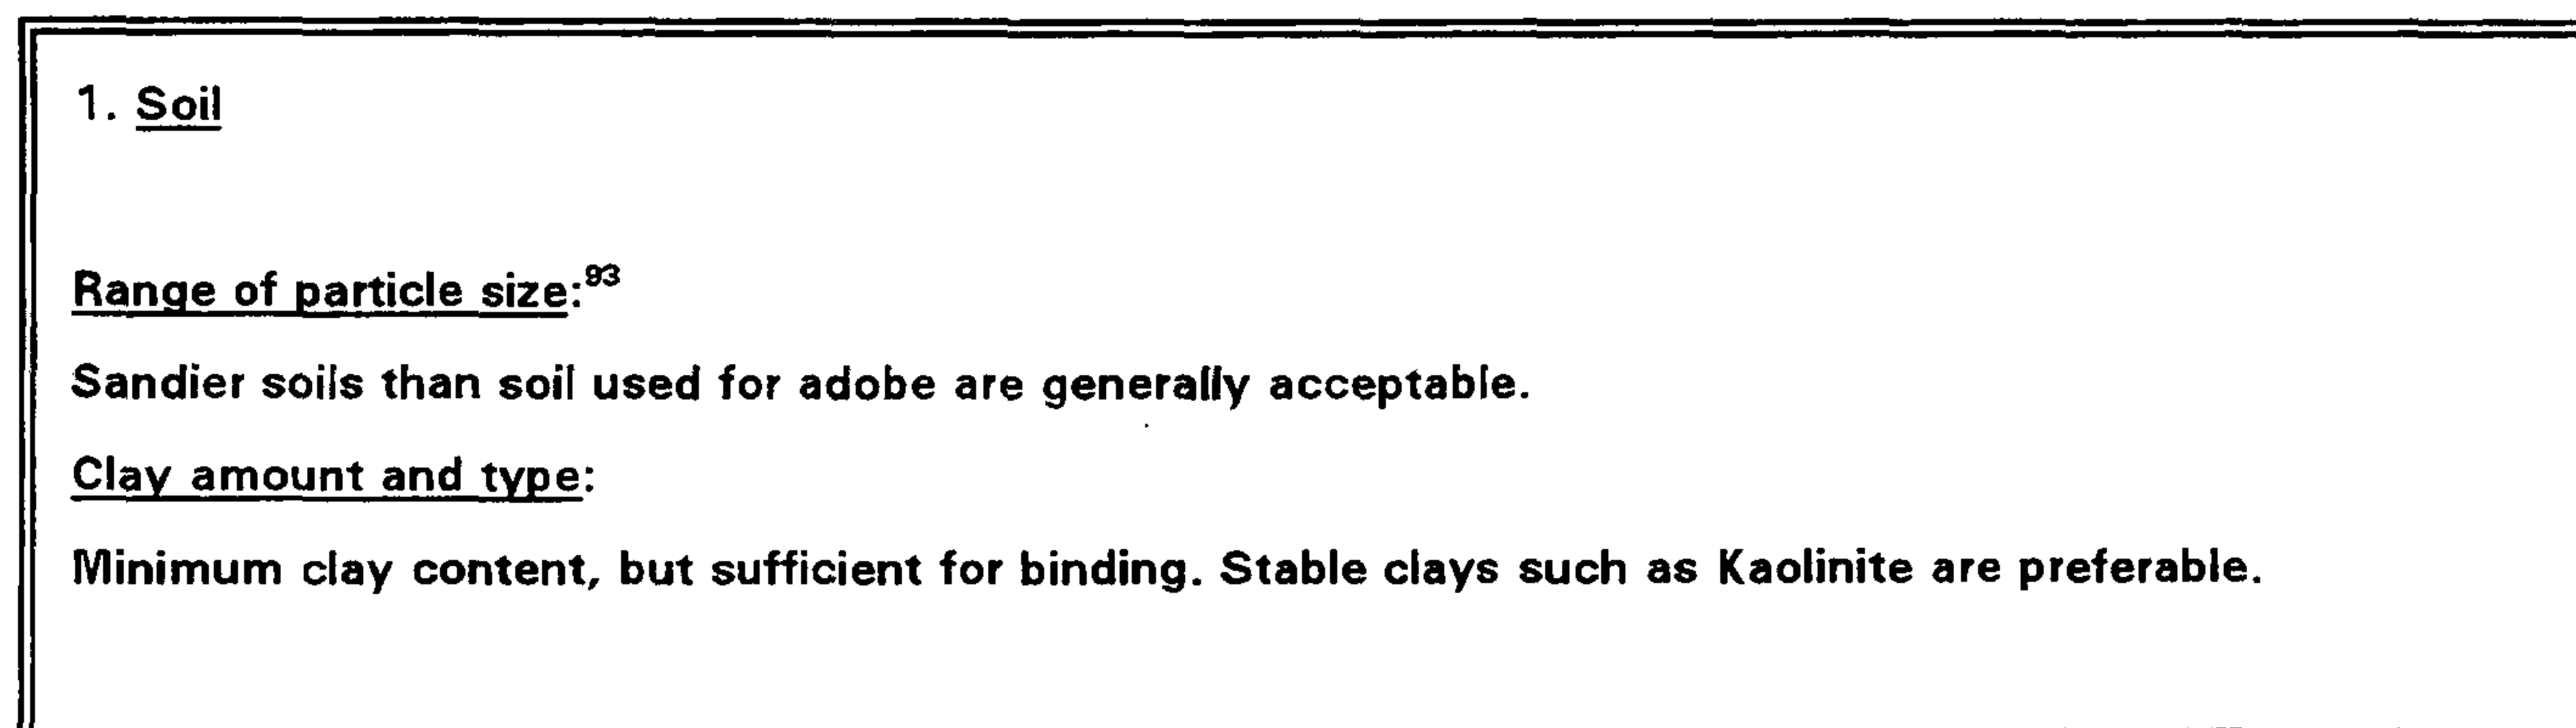 1. Soil
Range of particle size:⁹³
Sandier soils than soil used for adobe are generally acceptable.
Clay amount and type:
Minimum clay content, but sufficient for binding. Stable clays such as Kaolinite are preferable.